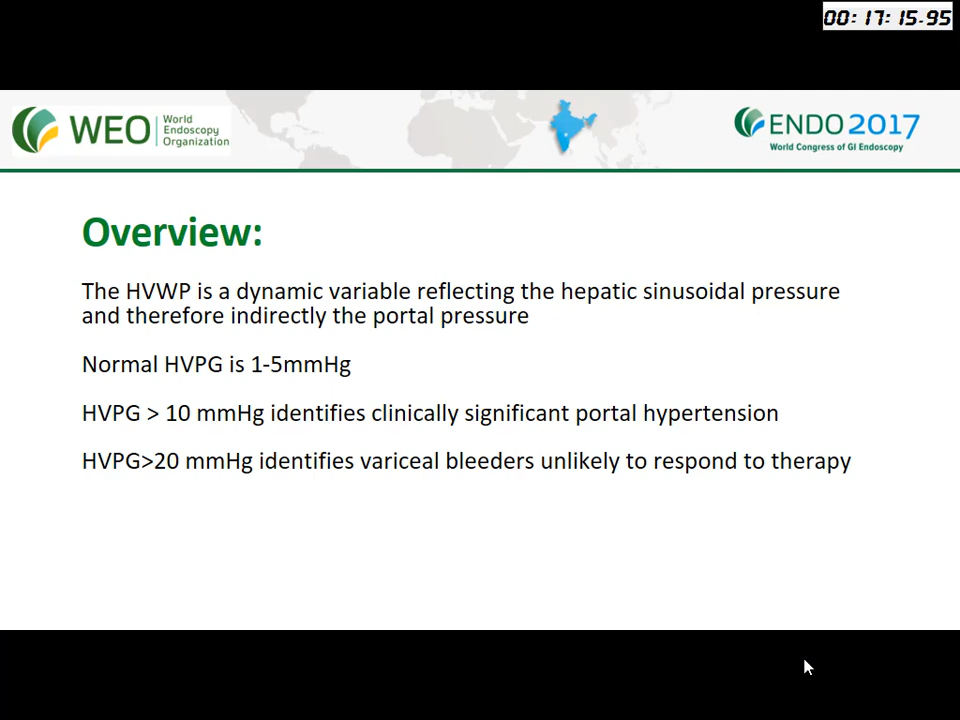 00:17:15.95
WEO
World
Endoscopy
Organization
ENDO 2017
World Congress of GI Endoscopy
Overview:
The HVWP is a dynamic variable reflecting the hepatic sinusoidal pressure
and therefore indirectly the portal pressure
Normal HVPG is 1-5mmHg
HVPG > 10 mmHg identifies clinically significant portal hypertension
HVPG>20 mmHg identifies variceal bleeders unlikely to respond to therapy